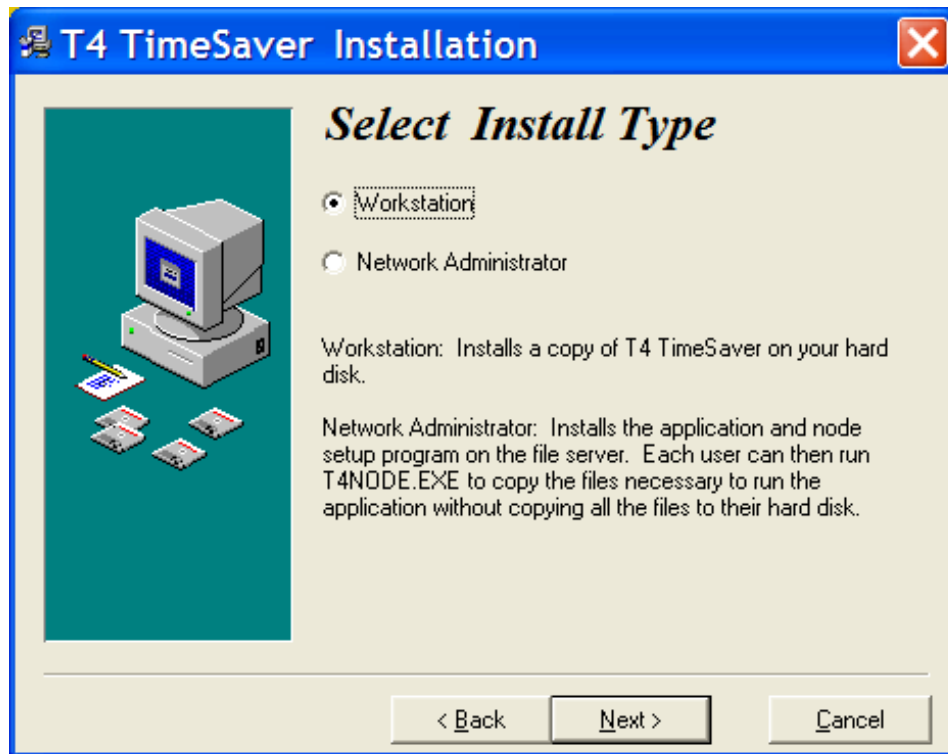 T4 TimeSaver Installation
Select Install Type
Workstation
Network Administrator
Workstation: Installs a copy of T4 TimeSaver on your hard
disk.
Network Administrator: Installs the application and node
setup program on the file server. Each user can then run
T4NODE.EXE to copy the files necessary to run the
application without copying all the files to their hard disk.
< Back
Next >
Cancel